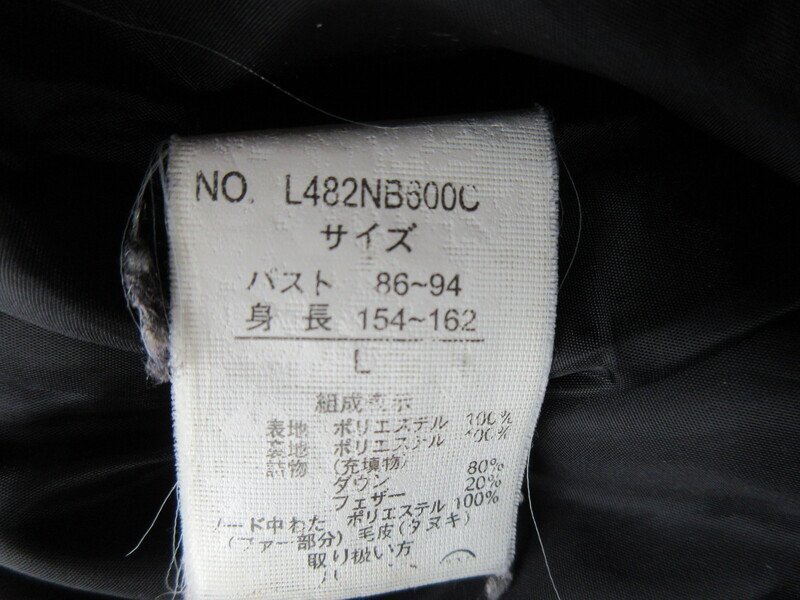 NO. L482NB600C
サイズ
バスト 86~94
身長 154~162
L
組成表示
表地 ポリエステル 100%
裏地 ポリエステル 100%
詰物 (充填物)
ダウン 80%
フェザー 20%
フード中わた ポリエステル 100%
(ファー部分) 毛皮(タヌキ)
取り扱い方